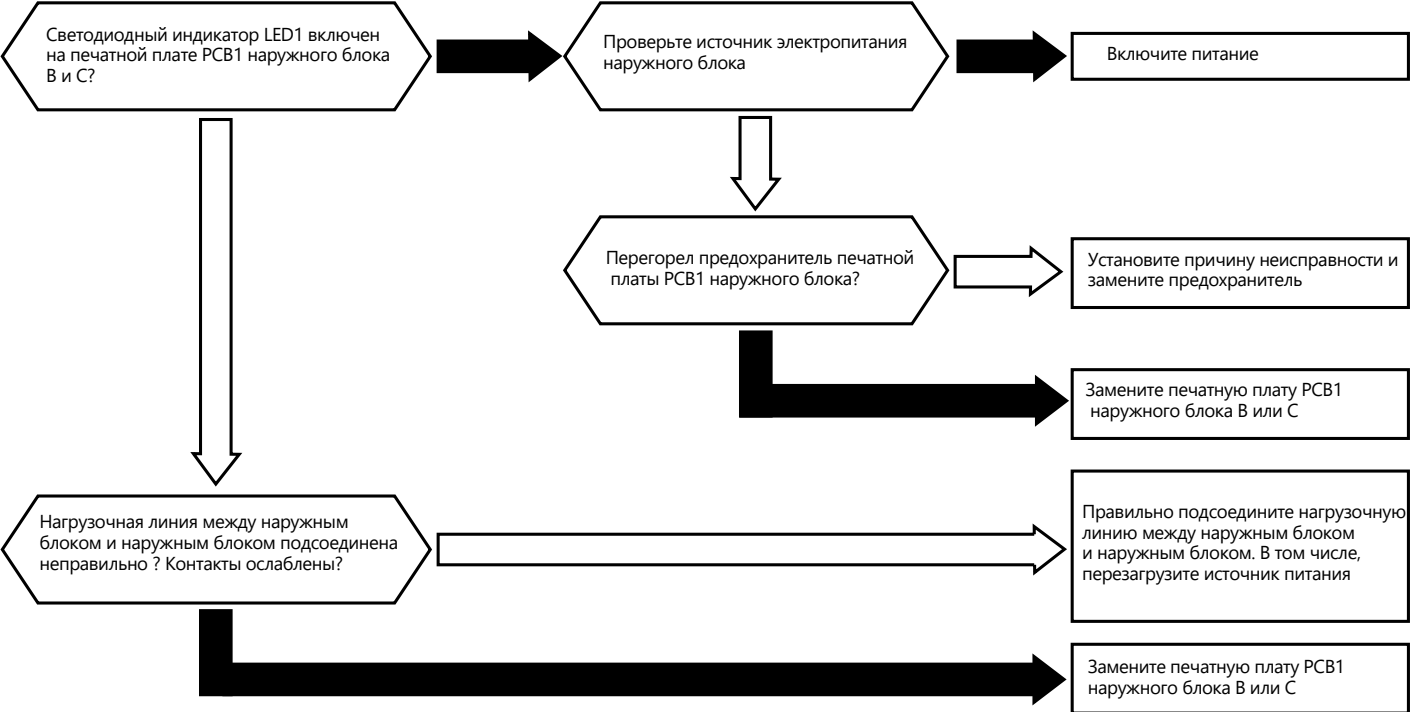 Светодиодный индикатор LED1 включен
на печатной плате PCB1 наружного блока
В и С?
Проверьте источник электропитания
наружного блока
Включите питание
Перегорел предохранитель печатной
платы PCB1 наружного блока?
Установите причину неисправности и
замените предохранитель
Замените печатную плату PCB1
наружного блока В или С
Нагрузочная линия между наружным
блоком и наружным блоком подсоединена
неправильно ? Контакты ослаблены?
Правильно подсоедините нагрузочную
линию между наружным блоком
и наружным блоком. В том числе,
перезагрузите источник питания
Замените печатную плату PCB1
наружного блока В или С